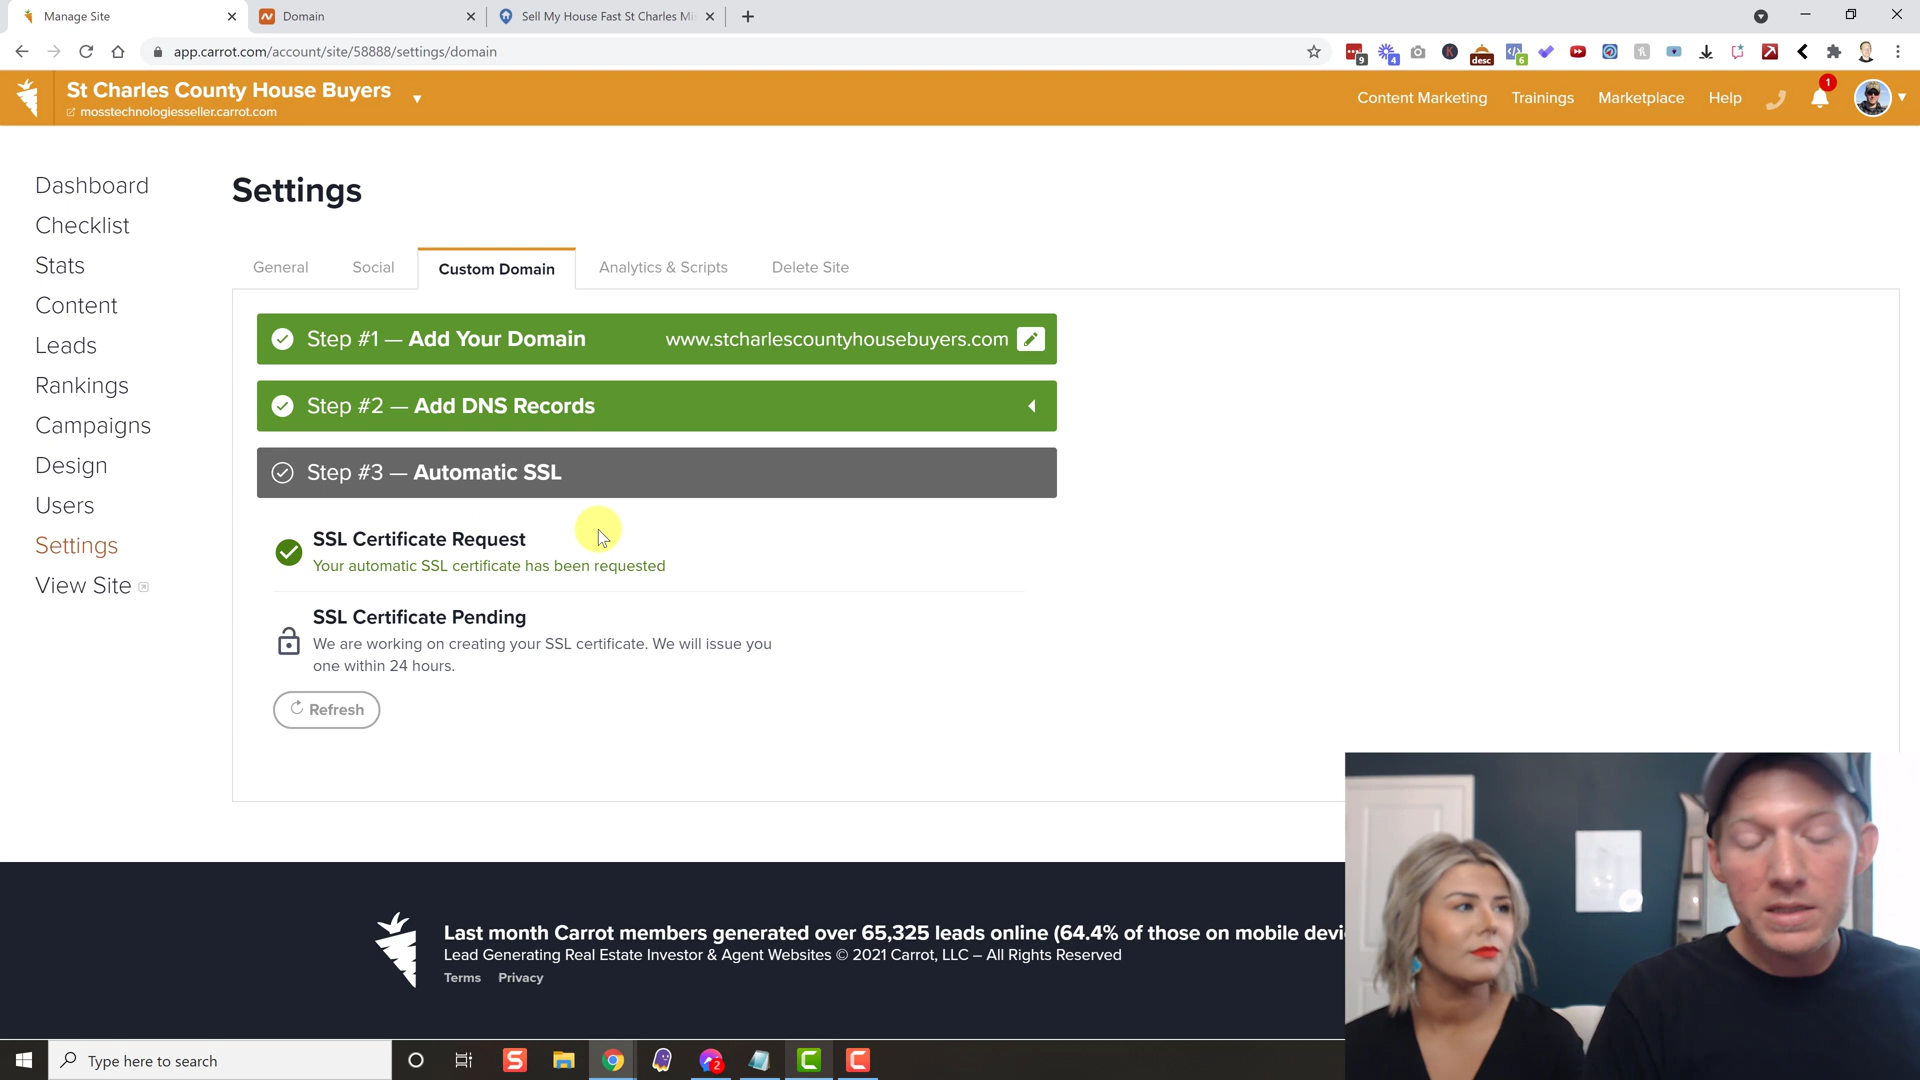 Manage Site
Domain
Sell My House Fast St Charles Mi
app.carrot.com/account/site/58888/settings/domain
9
4
desc
6
St Charles County House Buyers
mosstechnologiesseller.carrot.com
Content Marketing
Trainings
Marketplace
Help
1
Dashboard
Checklist
Stats
Content
Leads
Rankings
Campaigns
Design
Users
Settings
View Site
Settings
General
Social
Custom Domain
Analytics & Scripts
Delete Site
Step #1 — Add Your Domain
www.stcharlescountyhousebuyers.com
Step #2 — Add DNS Records
Step #3 — Automatic SSL
SSL Certificate Request
Your automatic SSL certificate has been requested
SSL Certificate Pending
We are working on creating your SSL certificate. We will issue you
one within 24 hours.
Refresh
Last month Carrot members generated over 65,325 leads online (64.4% of those on mobile devi
Lead Generating Real Estate Investor & Agent Websites © 2021 Carrot, LLC – All Rights Reserved
Terms
Privacy
Type here to search
2